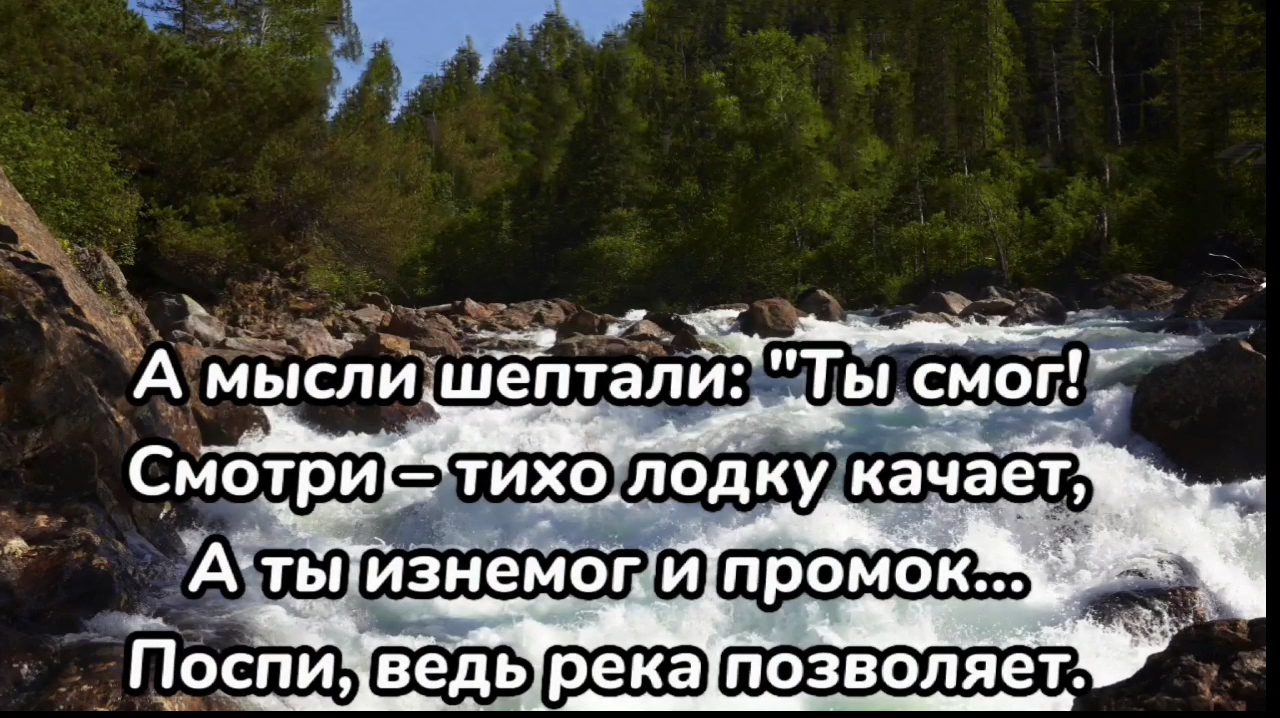 А мысли шептали: "Ты смог!
Смотри – тихо лодку качает,
А ты изнемог и промок...
Поспи, ведь река позволяет.